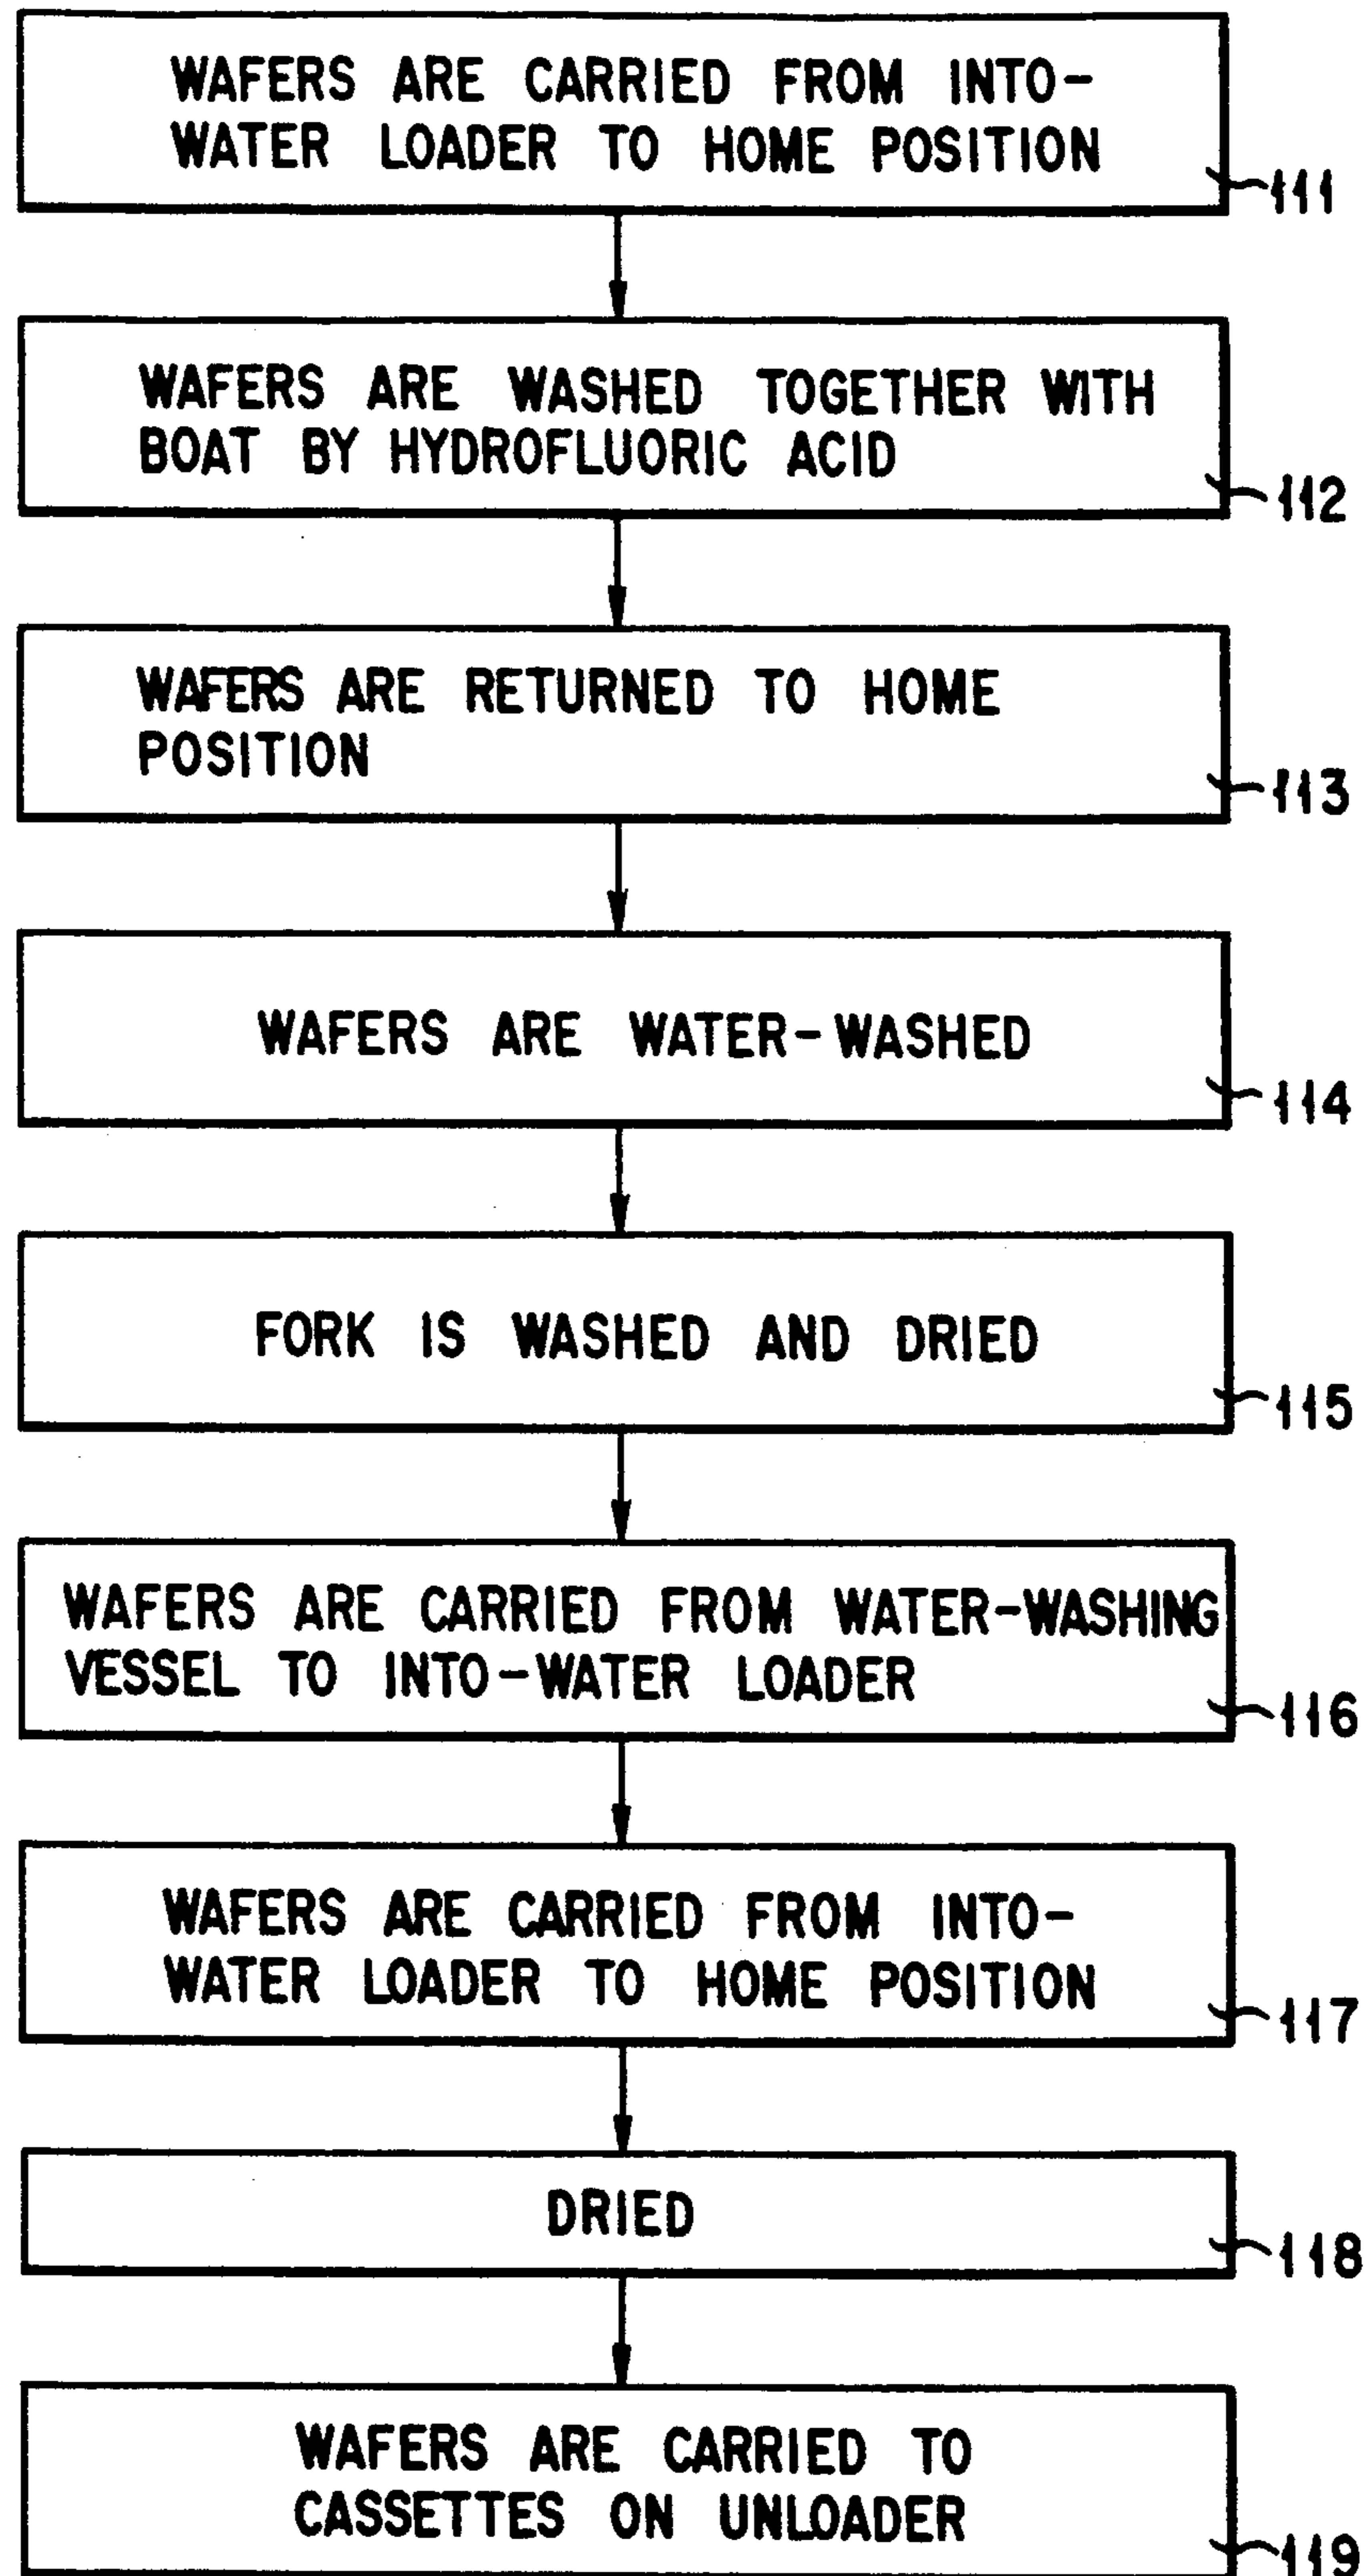 WAFERS ARE CARRIED FROM INTO-
WATER LOADER TO HOME POSITION
111
WAFERS ARE WASHED TOGETHER WITH
BOAT BY HYDROFLUORIC ACID
112
WAFERS ARE RETURNED TO HOME
POSITION
113
WAFERS ARE WATER-WASHED
114
FORK IS WASHED AND DRIED
115
WAFERS ARE CARRIED FROM WATER-WASHING
VESSEL TO INTO-WATER LOADER
116
WAFERS ARE CARRIED FROM INTO-
WATER LOADER TO HOME POSITION
117
DRIED
118
WAFERS ARE CARRIED TO
CASSETTES ON UNLOADER
119